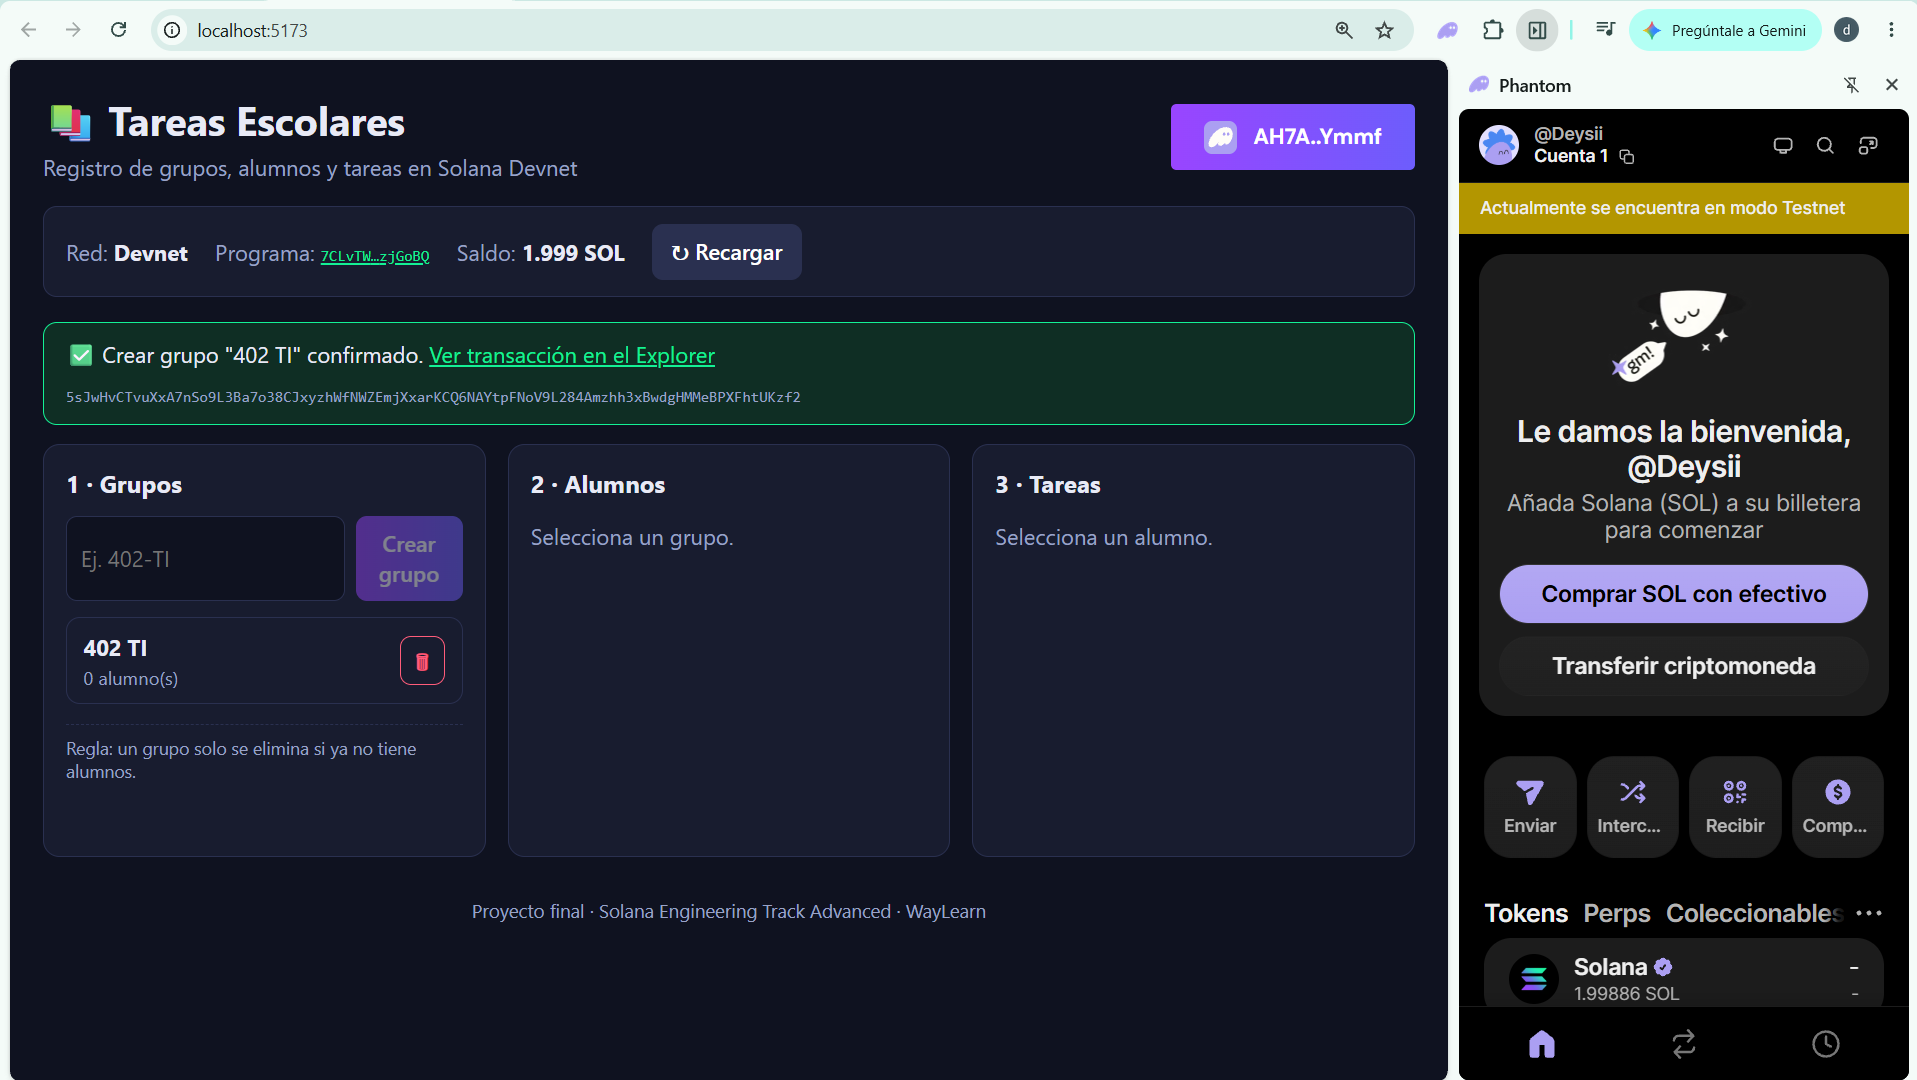 localhost:5173
Pregúntale a Gemini
d
Tareas Escolares
Registro de grupos, alumnos y tareas en Solana Devnet
AH7A..Ymmf
Red: Devnet
Programa: 7CLvTW…zjGoBQ
Saldo: 1.999 SOL
↻ Recargar
✅ Crear grupo "402 TI" confirmado. Ver transacción en el Explorer
5sJwHvCTvuXxA7nSo9L3Ba7o38CJxyzhWfNWZEmjXxarKCQ6NAYtpFNoV9L284Amzhh3xBwdgHMMeBPXFhtUKzf2
1 · Grupos
Ej. 402-TI
Crear
grupo
402 TI
0 alumno(s)
Regla: un grupo solo se elimina si ya no tiene
alumnos.
2 · Alumnos
Selecciona un grupo.
3 · Tareas
Selecciona un alumno.
Proyecto final · Solana Engineering Track Advanced · WayLearn
Phantom
@Deysii
Cuenta 1
Actualmente se encuentra en modo Testnet
gm!
Le damos la bienvenida,
@Deysii
Añada Solana (SOL) a su billetera
para comenzar
Comprar SOL con efectivo
Transferir criptomoneda
Enviar
Interc...
Recibir
Comp...
Tokens
Perps
Coleccionables
Solana
-
1.99886 SOL
-